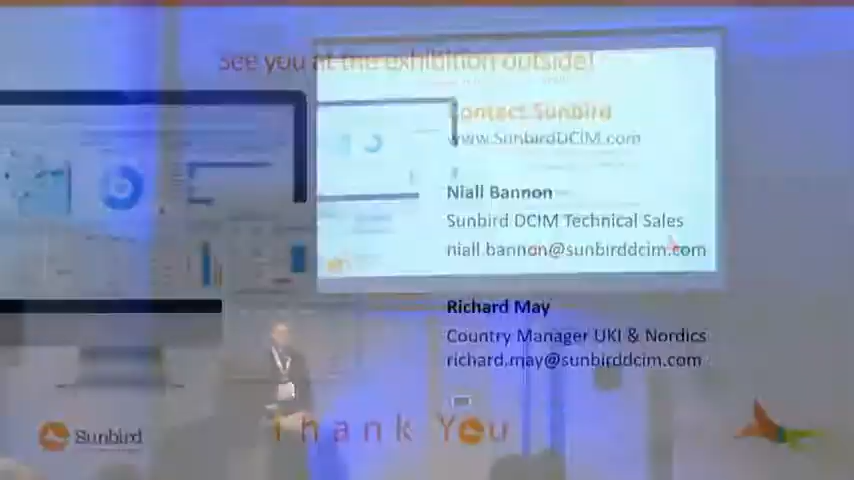 See you at the exhibition outside!
Contact Sunbird
www.SunbirdDCIM.com
Niall Bannon
Sunbird DCIM Technical Sales
niall.bannon@sunbirddcim.com
Richard May
Country Manager UKI & Nordics
richard.may@sunbirddcim.com
Thank You
Sunbird